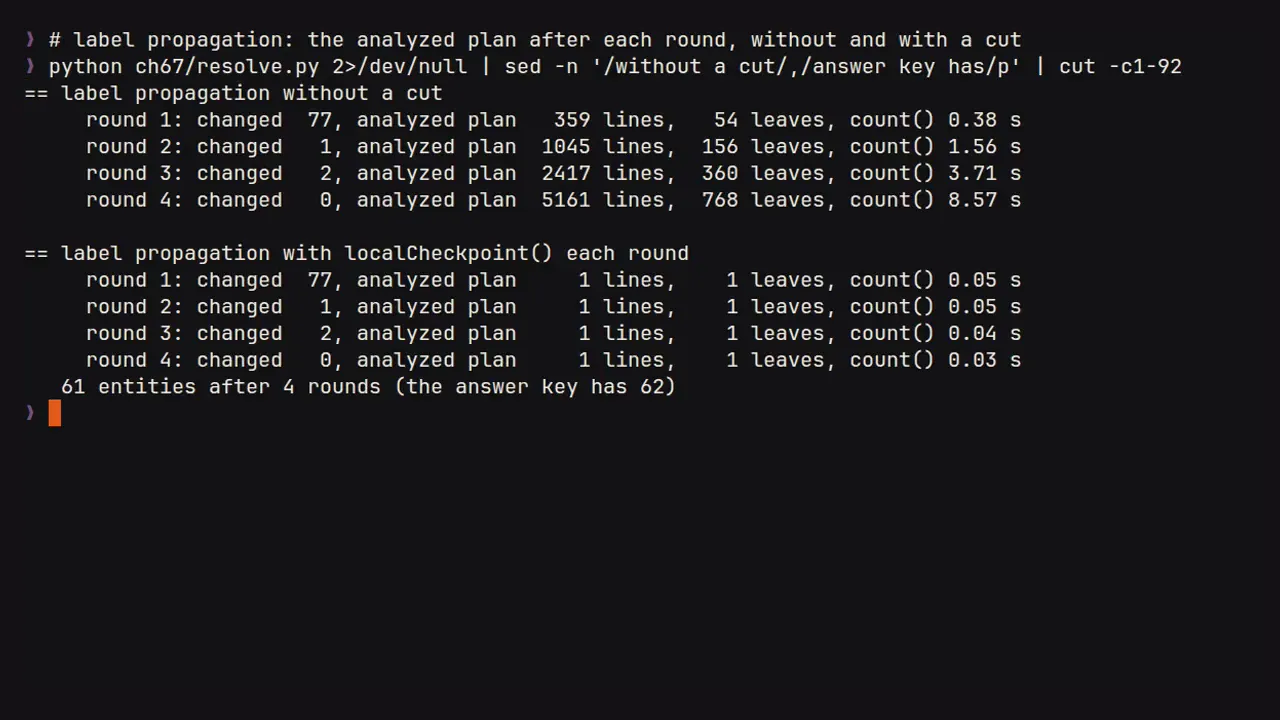 ❯ # label propagation: the analyzed plan after each round, without and with a cut
❯ python ch67/resolve.py 2>/dev/null | sed -n '/without a cut/,/answer key has/p' | cut -c1-92
== label propagation without a cut
     round 1: changed  77, analyzed plan   359 lines,   54 leaves, count() 0.38 s
     round 2: changed   1, analyzed plan  1045 lines,  156 leaves, count() 1.56 s
     round 3: changed   2, analyzed plan  2417 lines,  360 leaves, count() 3.71 s
     round 4: changed   0, analyzed plan  5161 lines,  768 leaves, count() 8.57 s

== label propagation with localCheckpoint() each round
     round 1: changed  77, analyzed plan     1 lines,    1 leaves, count() 0.05 s
     round 2: changed   1, analyzed plan     1 lines,    1 leaves, count() 0.05 s
     round 3: changed   2, analyzed plan     1 lines,    1 leaves, count() 0.04 s
     round 4: changed   0, analyzed plan     1 lines,    1 leaves, count() 0.03 s
   61 entities after 4 rounds (the answer key has 62)
❯